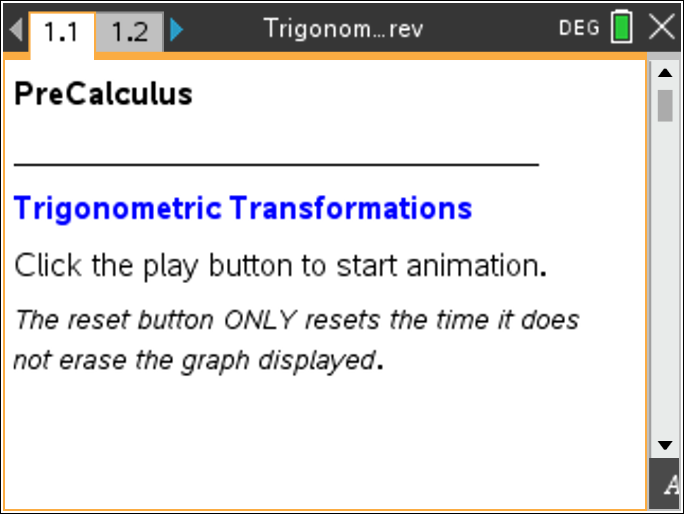 1.1 1.2 Trigonom...rev DEG
PreCalculus
Trigonometric Transformations
Click the play button to start animation.
The reset button ONLY resets the time it does
not erase the graph displayed.
A